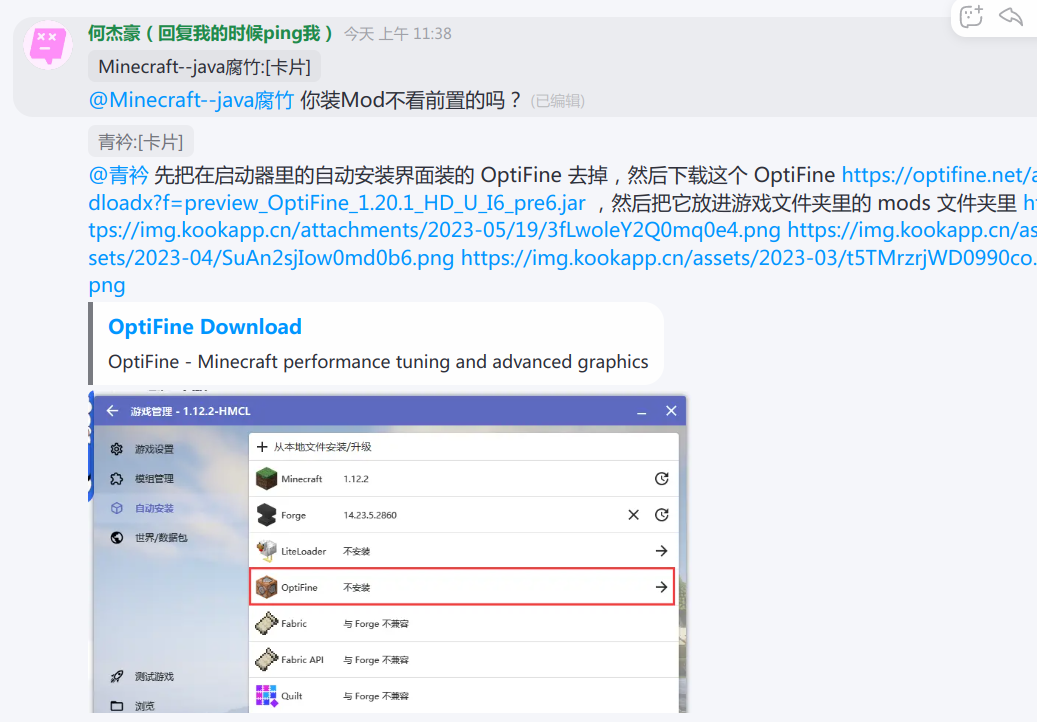 何杰豪（回复我的时候ping我） 今天 上午 11:38
Minecraft--java腐竹:[卡片]
@Minecraft--java腐竹 你装Mod不看前置的吗？ (已编辑)
青衿:[卡片]
@青衿 先把在启动器里的自动安装界面装的 OptiFine 去掉，然后下载这个 OptiFine https://optifine.net/a
dloadx?f=preview_OptiFine_1.20.1_HD_U_I6_pre6.jar ，然后把它放进游戏文件夹里的 mods 文件夹里 h
tps://img.kookapp.cn/attachments/2023-05/19/3fLwoleY2Q0mq0e4.png https://img.kookapp.cn/as
sets/2023-04/SuAn2sjIow0md0b6.png https://img.kookapp.cn/assets/2023-03/t5TMrzrjWD0990co.
png
OptiFine Download
OptiFine - Minecraft performance tuning and advanced graphics
游戏管理 - 1.12.2-HMCL
游戏设置
模组管理
自动安装
世界/数据包
测试游戏
浏览
从本地文件安装/升级
Minecraft 1.12.2
Forge 14.23.5.2860
LiteLoader 不安装
OptiFine 不安装
Fabric 与 Forge 不兼容
Fabric API 与 Forge 不兼容
Quilt 与 Forge 不兼容